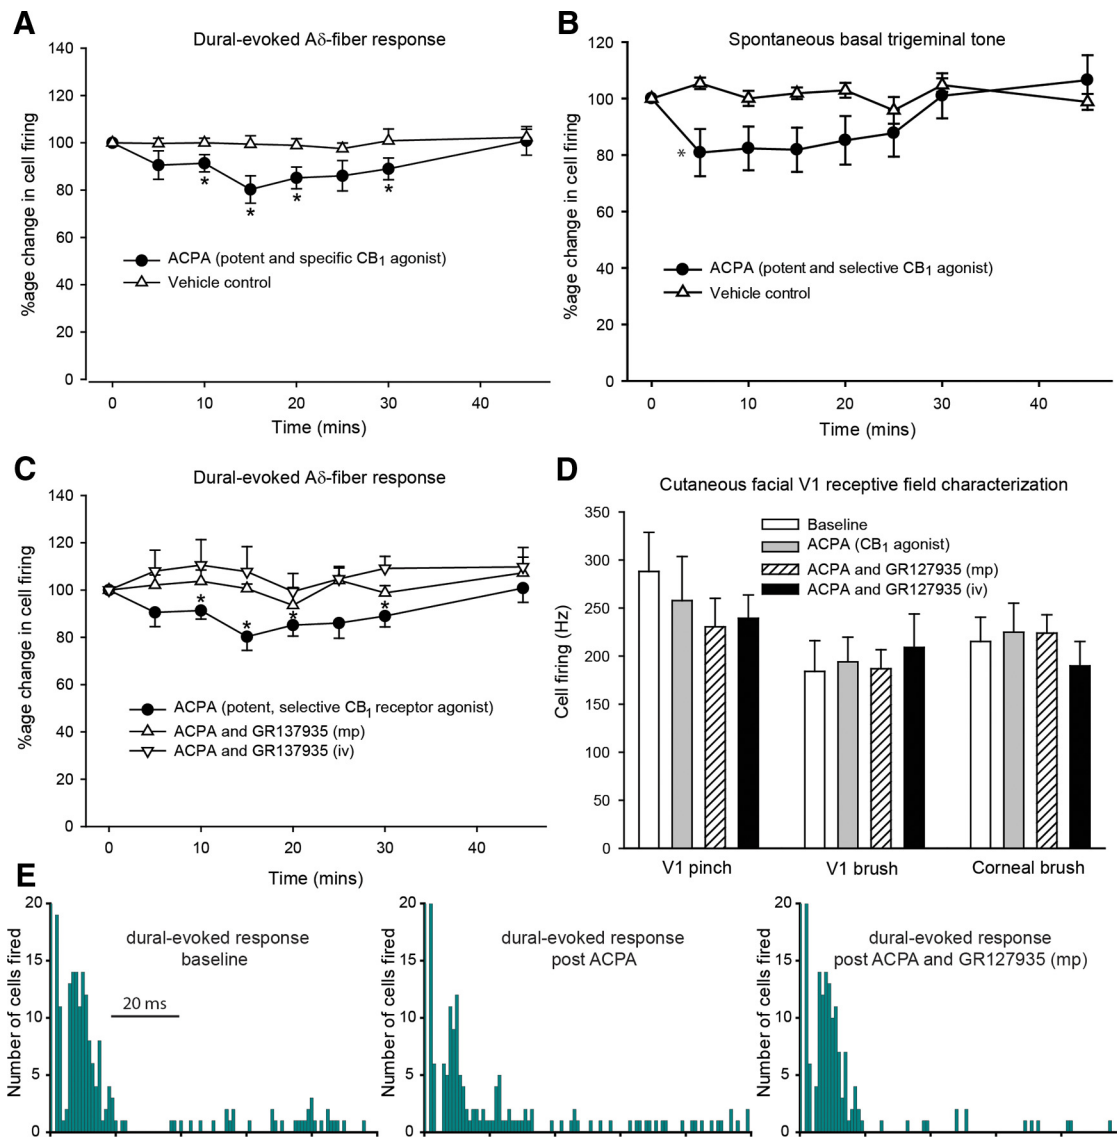 A
Dural-evoked Aδ-fiber response
140
120
100
80
60
40
20
0
%age change in cell firing
* * * *
ACPA (potent and specific CB1 agonist)
Vehicle control
0 10 20 30 40
Time (mins)
B
Spontaneous basal trigeminal tone
120
100
80
60
40
20
0
%age change in cell firing
*
ACPA (potent and selective CB1 agonist)
Vehicle control
0 10 20 30 40
Time (mins)
C
Dural-evoked Aδ-fiber response
140
120
100
80
60
40
20
0
%age change in cell firing
* * * *
ACPA (potent, selective CB1 receptor agonist)
ACPA and GR137935 (mp)
ACPA and GR137935 (iv)
0 10 20 30 40
Time (mins)
D
Cutaneous facial V1 receptive field characterization
350
300
250
200
150
100
50
0
Cell firing (Hz)
Baseline
ACPA (CB1 agonist)
ACPA and GR127935 (mp)
ACPA and GR127935 (iv)
V1 pinch V1 brush Corneal brush
E
20
15
10
5
0
Number of cells fired
dural-evoked response
baseline
20 ms
20
15
10
5
0
Number of cells fired
dural-evoked response
post ACPA
20
15
10
5
0
Number of cells fired
dural-evoked response
post ACPA and GR127935 (mp)